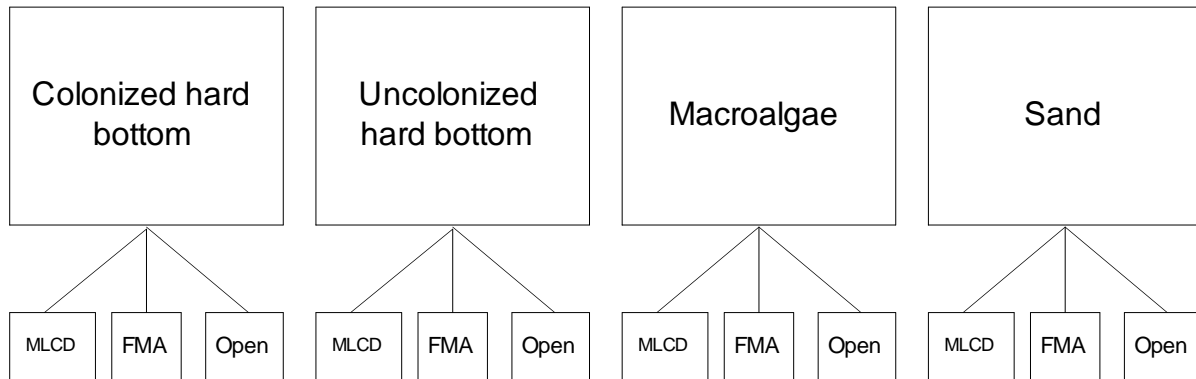 Colonized hard
bottom
Uncolonized
hard bottom
Macroalgae
Sand
MLCD FMA Open MLCD FMA Open MLCD FMA Open MLCD FMA Open